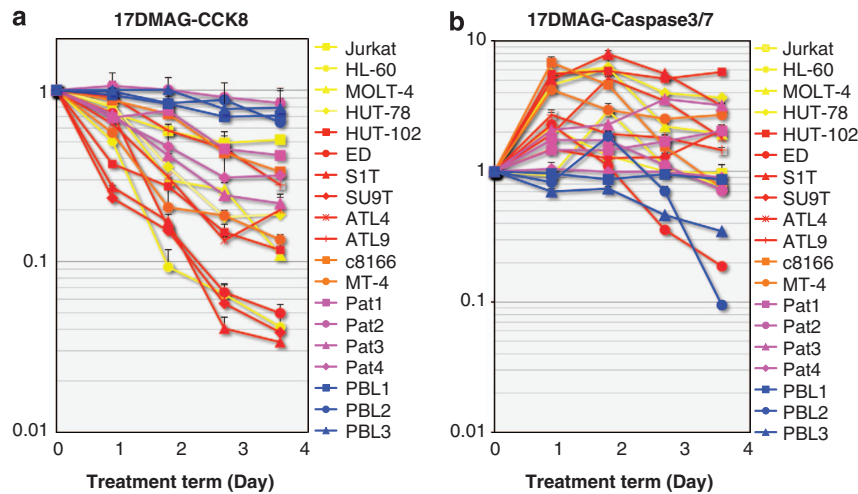 a
17DMAG-CCK8
1
0.1
0.01
0 1 2 3 4
Treatment term (Day)
Jurkat
HL-60
MOLT-4
HUT-78
HUT-102
ED
S1T
SU9T
ATL4
ATL9
c8166
MT-4
Pat1
Pat2
Pat3
Pat4
PBL1
PBL2
PBL3
b
17DMAG-Caspase3/7
10
1
0.1
0.01
0 1 2 3 4
Treatment term (Day)
Jurkat
HL-60
MOLT-4
HUT-78
HUT-102
ED
S1T
SU9T
ATL4
ATL9
c8166
MT-4
Pat1
Pat2
Pat3
Pat4
PBL1
PBL2
PBL3